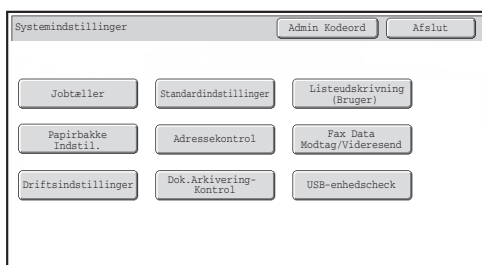 Systemindstillinger
Admin Kodeord
Afslut
Jobtæller
Standardindstillinger
Listeudskrivning
(Bruger)
Papirbakke
Indstil.
Adressekontrol
Fax Data
Modtag/Videresend
Driftsindstillinger
Dok.Arkivering-
Kontrol
USB-enhedscheck